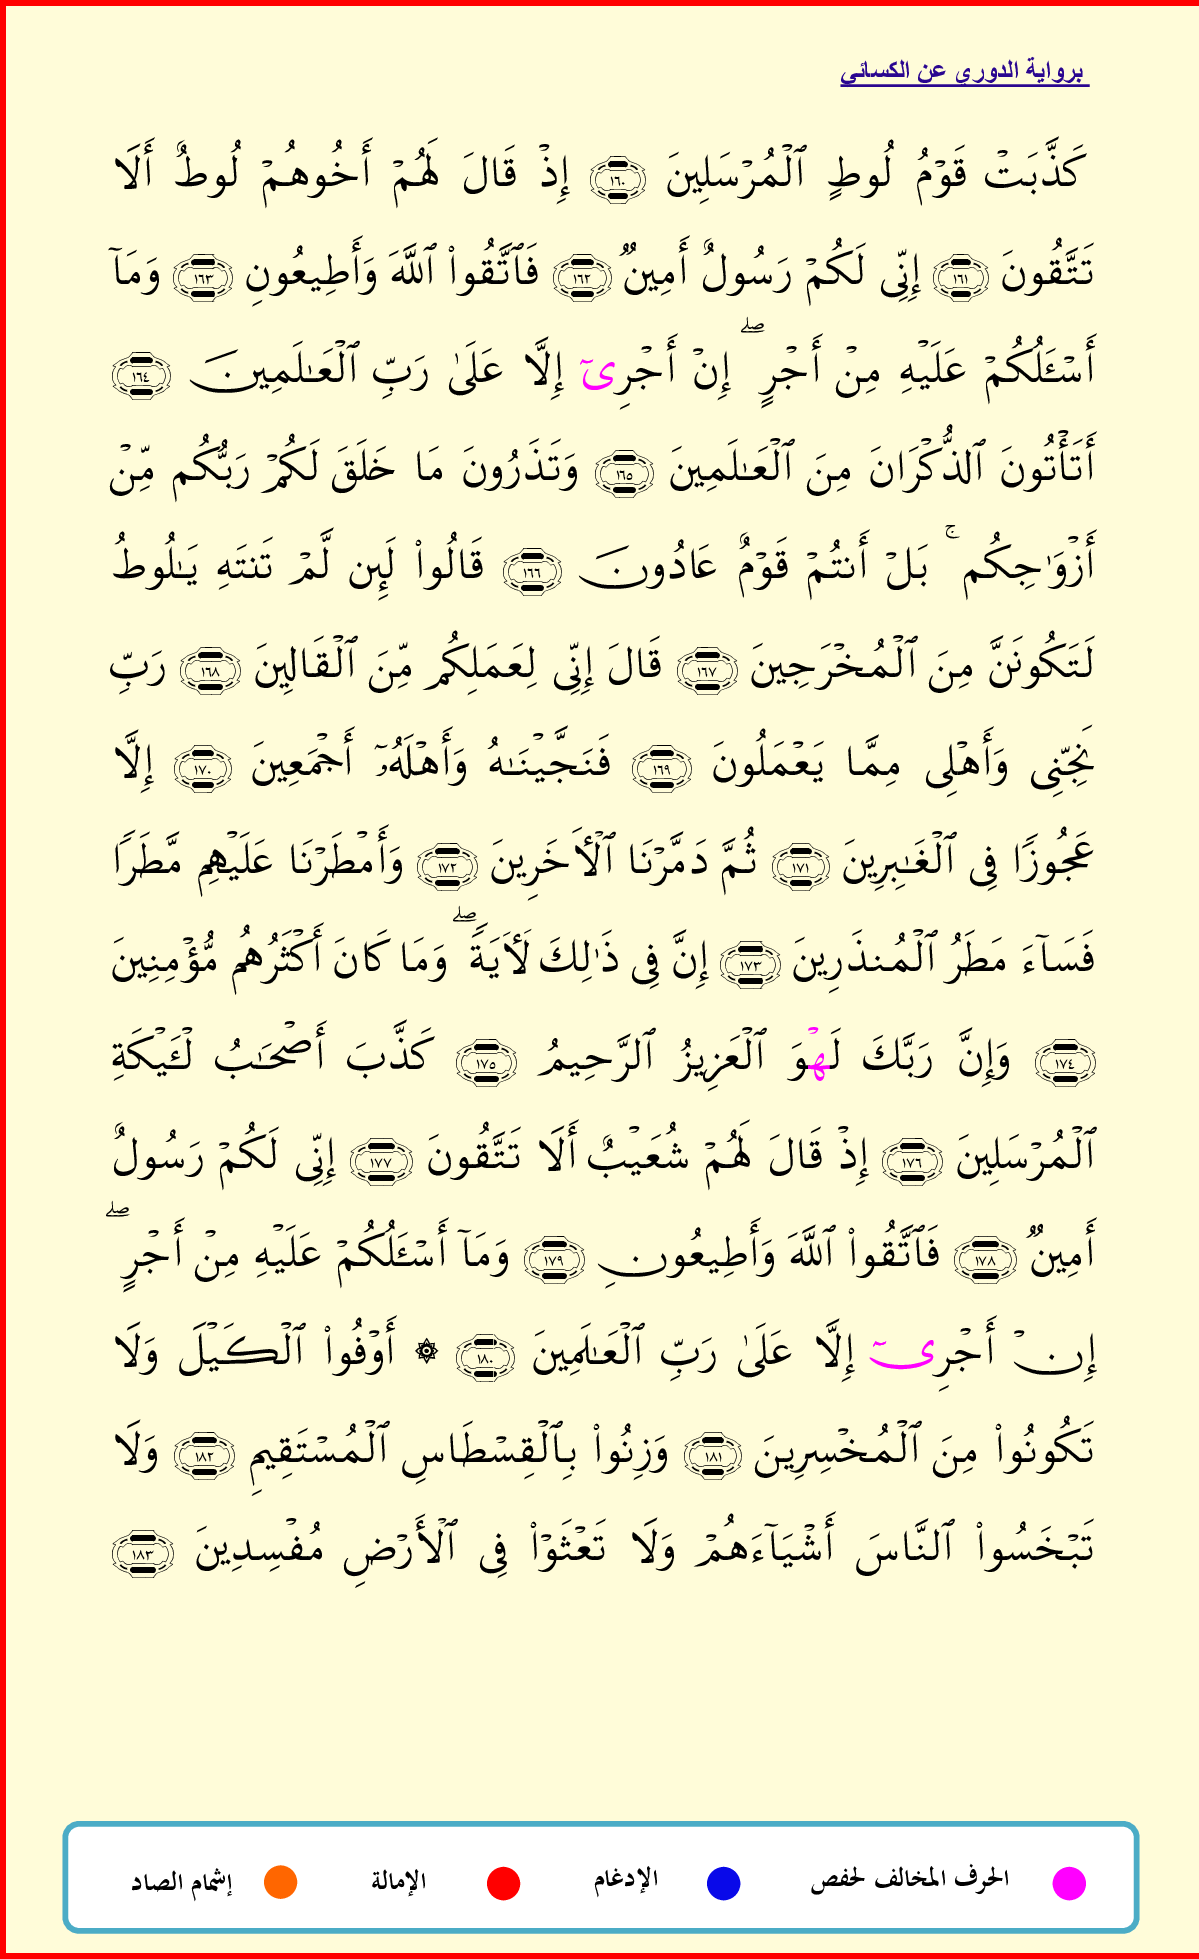 برواية الدوري عن الكسائي
كَذَّبَتۡ قَوۡمُ لُوطٍ ٱلۡمُرۡسَلِينَ ١٦٠ إِذۡ قَالَ لَهُمۡ أَخُوهُمۡ لُوطٌ أَلَا
تَتَّقُونَ ١٦١ إِنِّي لَكُمۡ رَسُولٌ أَمِينٞ ١٦٢ فَٱتَّقُواْ ٱللَّهَ وَأَطِيعُونِ ١٦٣ وَمَآ
أَسۡـَٔلُكُمۡ عَلَيۡهِ مِنۡ أَجۡرٍۖ إِنۡ أَجۡرِيٓ إِلَّا عَلَىٰ رَبِّ ٱلۡعَٰلَمِينَ ١٦٤
أَتَأۡتُونَ ٱلذُّكۡرَانَ مِنَ ٱلۡعَٰلَمِينَ ١٦٥ وَتَذَرُونَ مَا خَلَقَ لَكُمۡ رَبُّكُم مِّنۡ
أَزۡوَٰجِكُمۚ بَلۡ أَنتُمۡ قَوۡمٌ عَادُونَ ١٦٦ قَالُواْ لَئِن لَّمۡ تَنتَهِ يَٰلُوطُ
لَتَكُونَنَّ مِنَ ٱلۡمُخۡرَجِينَ ١٦٧ قَالَ إِنِّي لِعَمَلِكُم مِّنَ ٱلۡقَالِينَ ١٦٨ رَبِّ
نَجِّنِي وَأَهۡلِي مِمَّا يَعۡمَلُونَ ١٦٩ فَنَجَّيۡنَٰهُ وَأَهۡلَهُۥٓ أَجۡمَعِينَ ١٧٠ إِلَّا
عَجُوزٗا فِي ٱلۡغَٰبِرِينَ ١٧١ ثُمَّ دَمَّرۡنَا ٱلۡأٓخَرِينَ ١٧٢ وَأَمۡطَرۡنَا عَلَيۡهِم مَّطَرٗا
فَسَآءَ مَطَرُ ٱلۡمُنذَرِينَ ١٧٣ إِنَّ فِي ذَٰلِكَ لَأٓيَةٗۖ وَمَا كَانَ أَكۡثَرُهُم مُّؤۡمِنِينَ
١٧٤ وَإِنَّ رَبَّكَ لَهۡوَ ٱلۡعَزِيزُ ٱلرَّحِيمُ ١٧٥ كَذَّبَ أَصۡحَٰبُ لۡـَٔيۡكَةِ
ٱلۡمُرۡسَلِينَ ١٧٦ إِذۡ قَالَ لَهُمۡ شُعَيۡبٌ أَلَا تَتَّقُونَ ١٧٧ إِنِّي لَكُمۡ رَسُولٌ
أَمِينٞ ١٧٨ فَٱتَّقُواْ ٱللَّهَ وَأَطِيعُونِ ١٧٩ وَمَآ أَسۡـَٔلُكُمۡ عَلَيۡهِ مِنۡ أَجۡرٍۖ
إِنۡ أَجۡرِيٓ إِلَّا عَلَىٰ رَبِّ ٱلۡعَٰلَمِينَ ١٨٠ ۞ أَوۡفُواْ ٱلۡكَيۡلَ وَلَا
تَكُونُواْ مِنَ ٱلۡمُخۡسِرِينَ ١٨١ وَزِنُواْ بِٱلۡقِسۡطَاسِ ٱلۡمُسۡتَقِيمِ ١٨٢ وَلَا
تَبۡخَسُواْ ٱلنَّاسَ أَشۡيَآءَهُمۡ وَلَا تَعۡثَوۡاْ فِي ٱلۡأَرۡضِ مُفۡسِدِينَ ١٨٣
الحرف المخالف لحفص الإدغام الإمالة إشمام الصاد